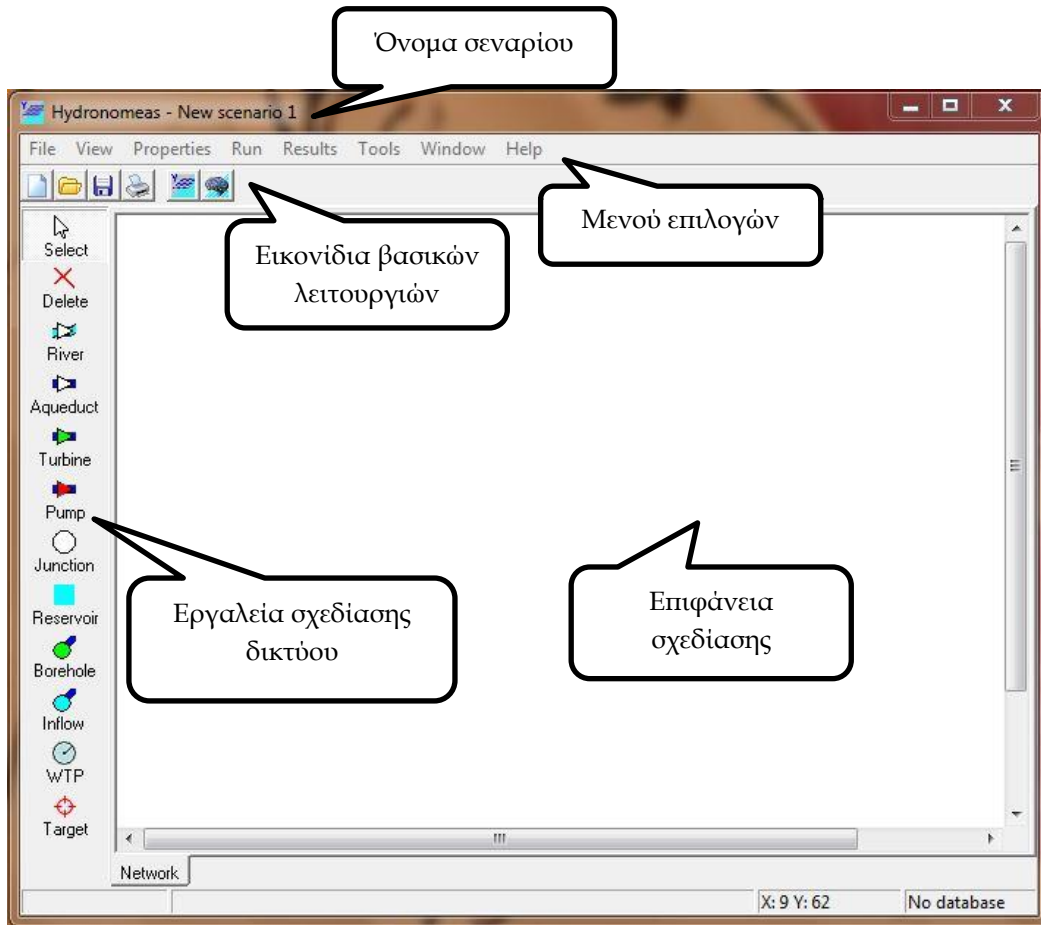 Όνομα σεναρίου
Hydronomeas - New scenario 1
File View Properties Run Results Tools Window Help
Μενού επιλογών
Εικονίδια βασικών
λειτουργιών
Select
Delete
River
Aqueduct
Turbine
Pump
Junction
Reservoir
Borehole
Inflow
WTP
Target
Εργαλεία σχεδίασης
δικτύου
Επιφάνεια
σχεδίασης
Network
X: 9 Y: 62
No database